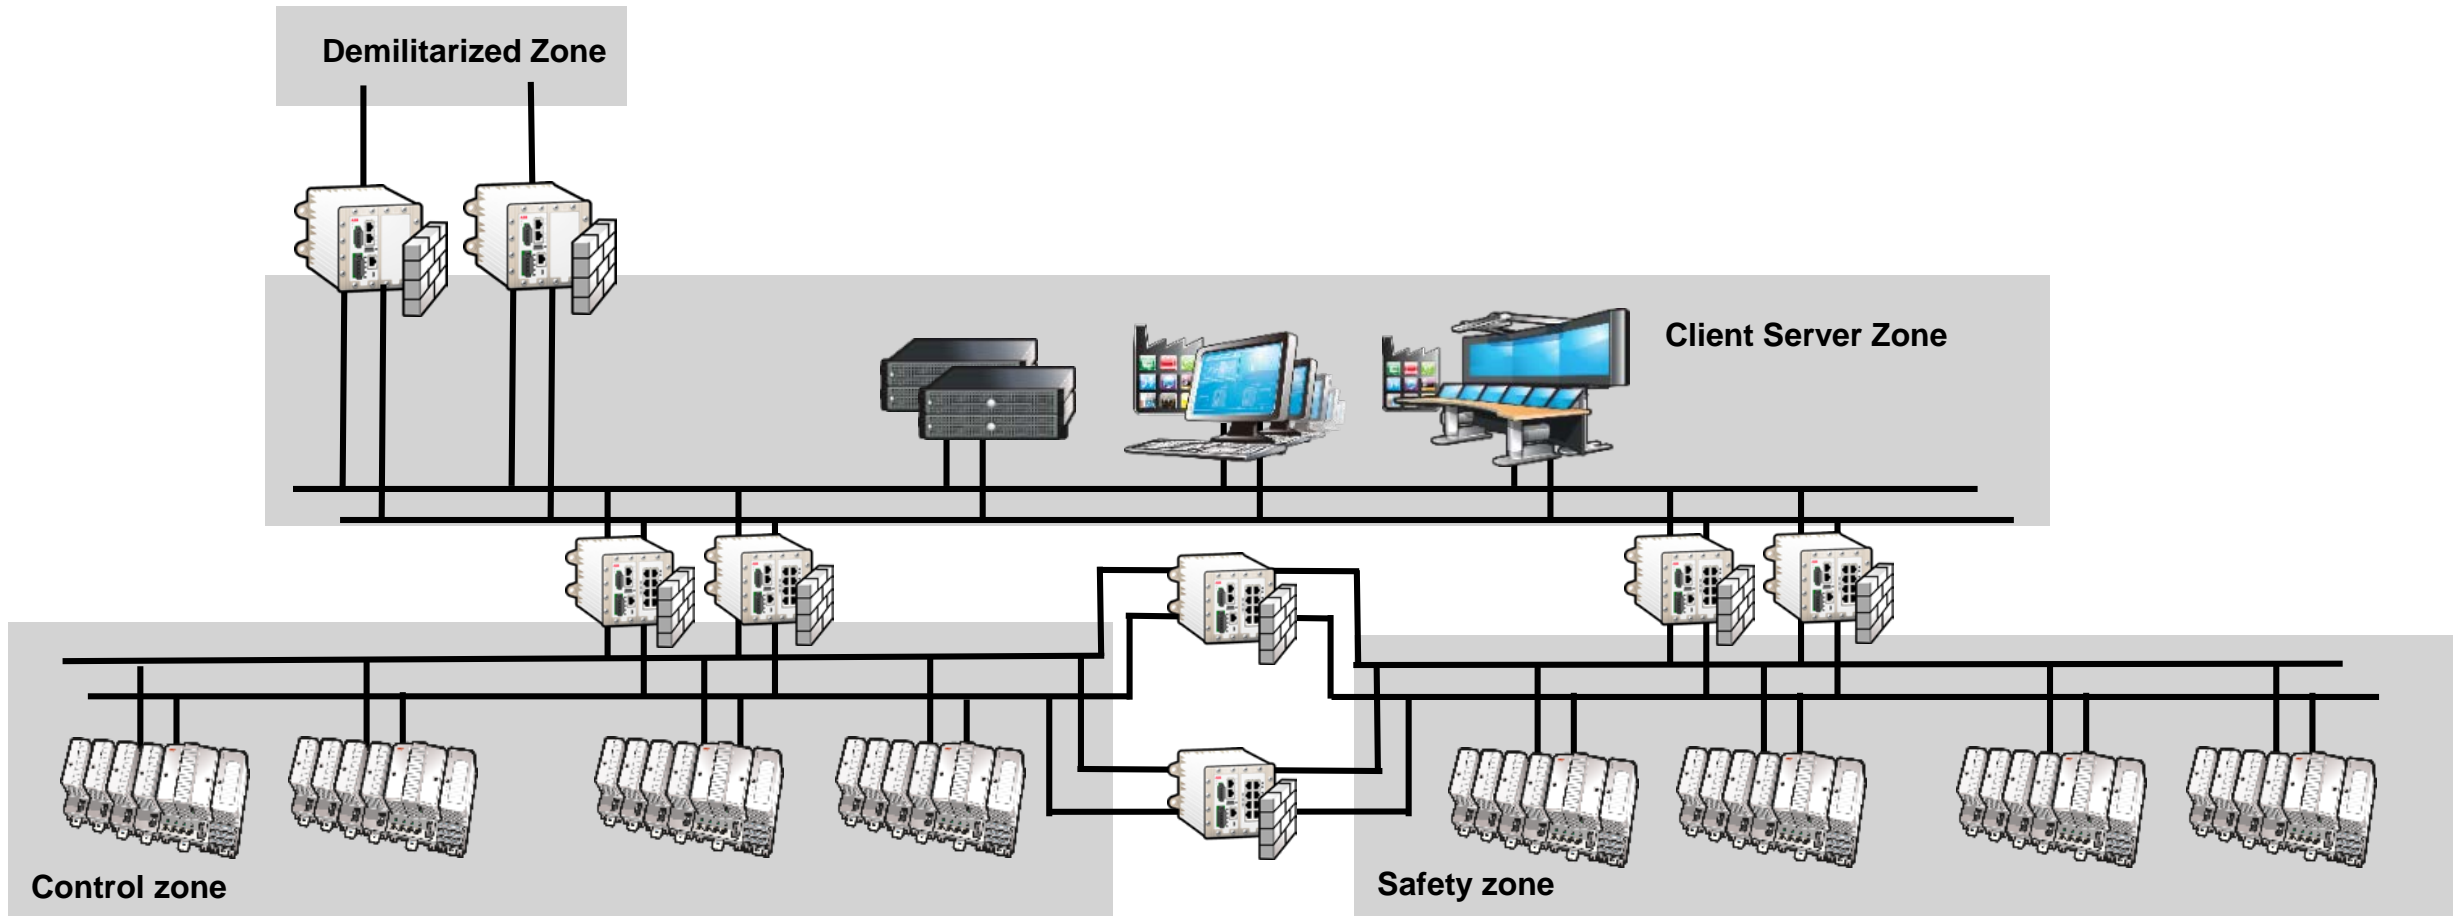 Demilitarized Zone
Client Server Zone
Control zone
Safety zone